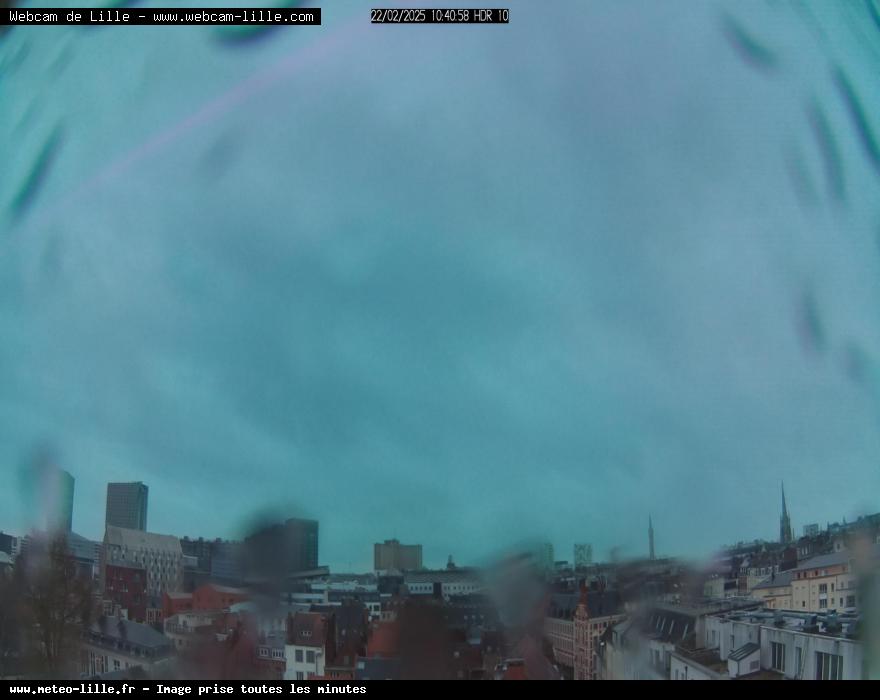 Webcam de Lille - www.webcam-lille.com
22/02/2025 10:40:58 HDR 10
www.meteo-lille.fr - Image prise toutes les minutes